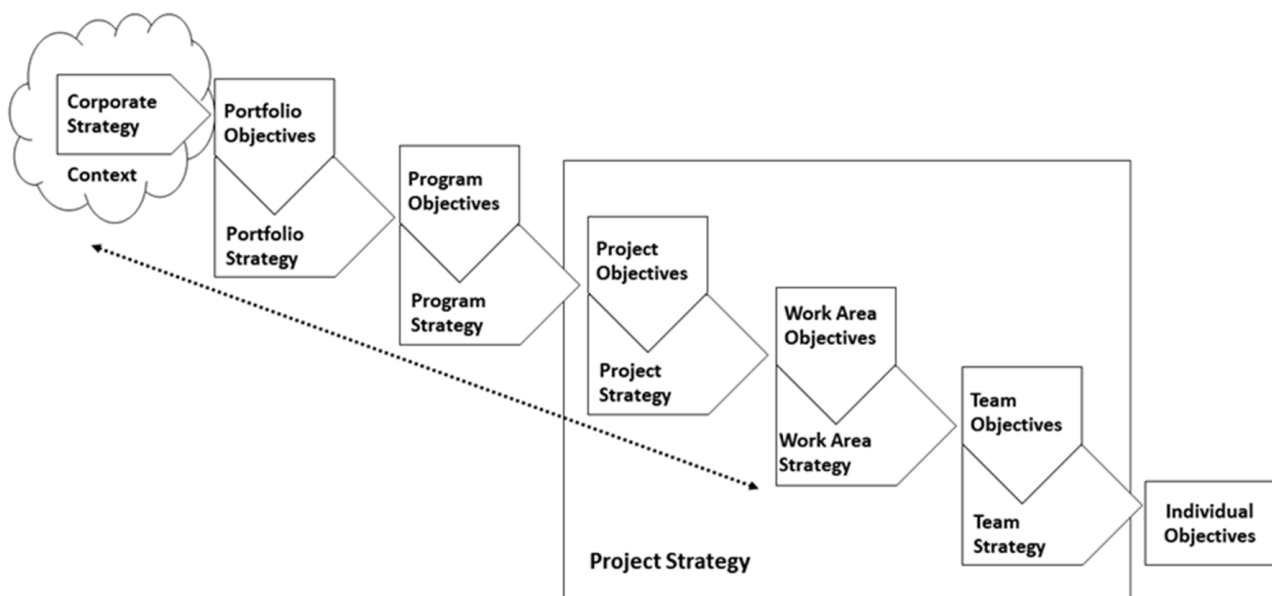 Corporate
Strategy
Context
Portfolio
Objectives
Portfolio
Strategy
Program
Objectives
Program
Strategy
Project
Objectives
Project
Strategy
Work Area
Objectives
Work Area
Strategy
Team
Objectives
Team
Strategy
Individual
Objectives
Project Strategy